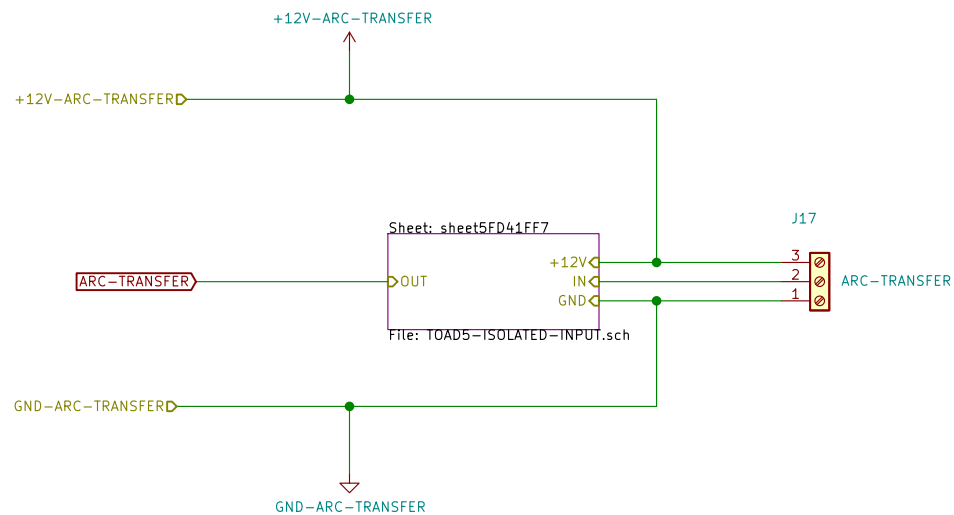 +12V-ARC-TRANSFER
+12V-ARC-TRANSFER
J17
Sheet: sheet5FD41FF7
+12V
3
ARC-TRANSFER
OUT
IN
2
ARC-TRANSFER
GND
1
File: TOAD5-ISOLATED-INPUT.sch
GND-ARC-TRANSFER
GND-ARC-TRANSFER